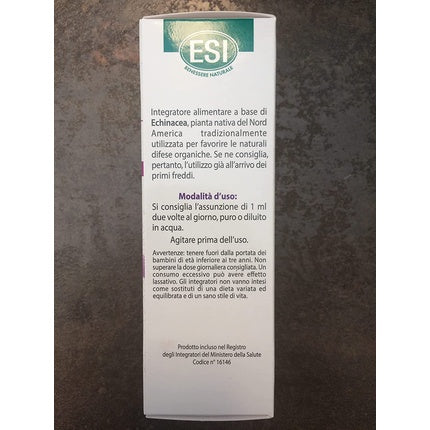 ESI
BENESSERE NATURALE
Integratore alimentare a base di
Echinacea, pianta nativa del Nord
America tradizionalmente
utilizzata per favorire le naturali
difese organiche. Se ne consiglia,
pertanto, l'utilizzo già all'arrivo dei
primi freddi.
Modalità d'uso:
Si consiglia l'assunzione di 1 ml
due volte al giorno, puro o diluito
in acqua.
Agitare prima dell'uso.
Avvertenze: tenere fuori dalla portata dei
bambini di età inferiore ai tre anni. Non
superare la dose giornaliera consigliata. Un
consumo eccessivo può avere effetto
lassativo. Gli integratori non vanno intesi
come sostituti di una dieta variata ed
equilibrata e di un sano stile di vita.
Prodotto incluso nel Registro
degli Integratori del Ministero della Salute
Codice n° 16146